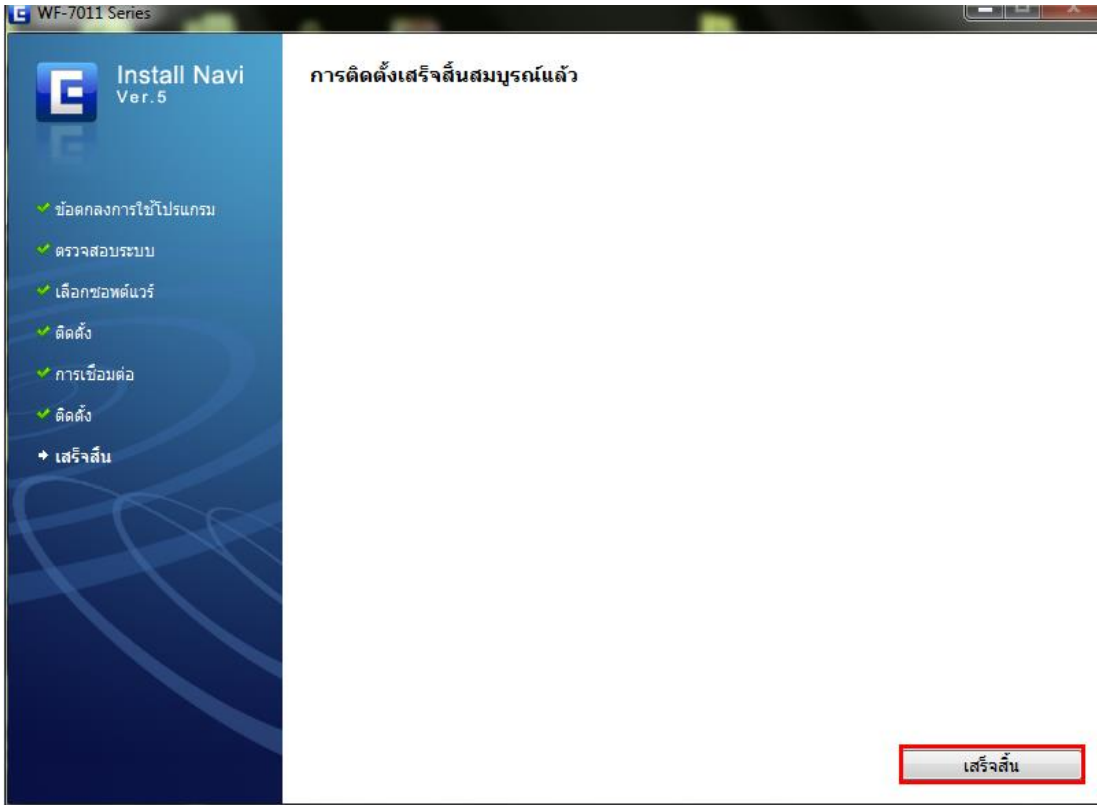 WF-7011 Series
Install Navi
Ver.5
การติดตั้งเสร็จสิ้นสมบูรณ์แล้ว
ข้อตกลงการใช้โปรแกรม
ตรวจสอบระบบ
เลือกซอฟต์แวร์
ติดตั้ง
การเชื่อมต่อ
ติดตั้ง
เสร็จสิ้น
เสร็จสิ้น